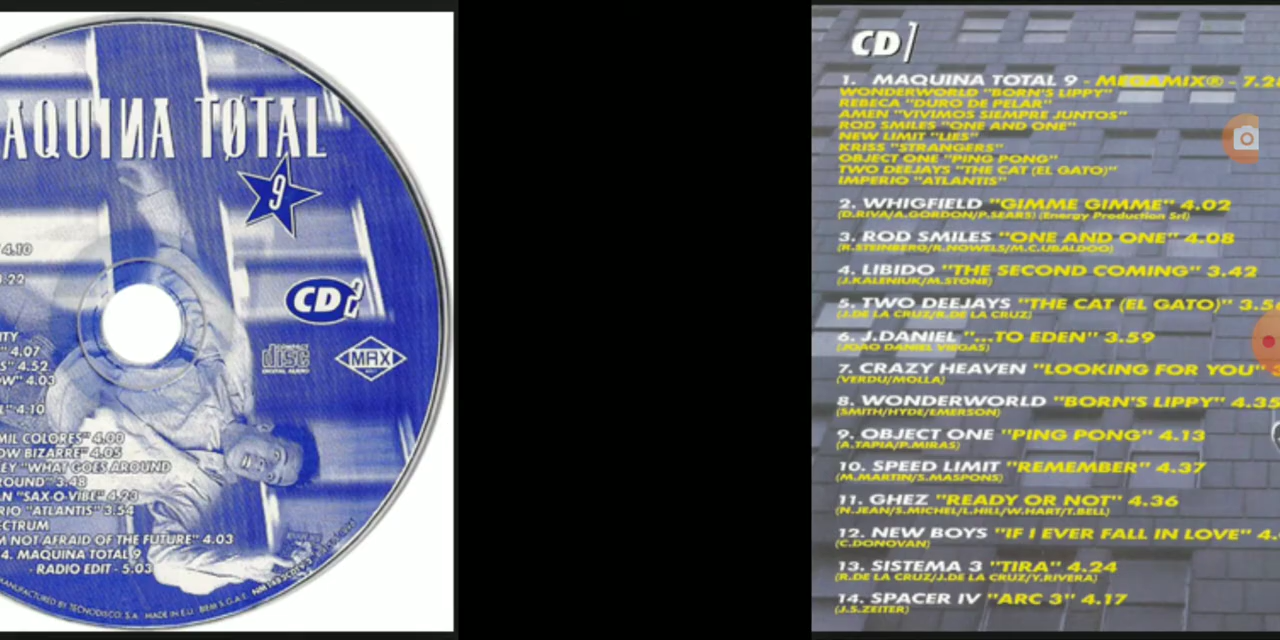 AQUINA TØTAL
9
4.10
.22
CD2
COMPACT
disc
DIGITAL AUDIO
MAX
ITY
" 4.07
S" 4.52
OW" 4.03
L" 4.10
MIL COLORES" 4.00
OW BIZARRE" 4.05
EY "WHAT GOES AROUND
ROUND" 3.48
AN "SAX-O-VIBE" 4.23
RIO "ATLANTIS" 3.54
ECTRUM
M NOT AFRAID OF THE FUTURE" 4.03
4. MAQUINA TOTAL 9
- RADIO EDIT - 5.03
MANUFACTURED BY TECNODISCO S.A. MADE IN E.U. BIEM S.G.A.E.
CD1
1. MAQUINA TOTAL 9 - MEGAMIX® - 7.2
WONDERWORLD "BORN'S LIPPY"
REBECA "DURO DE PELAR"
AMEN "VIVIMOS SIEMPRE JUNTOS"
ROD SMILES "ONE AND ONE"
NEW LIMIT "LIES"
KRISS "STRANGERS"
OBJECT ONE "PING PONG"
TWO DEEJAYS "THE CAT (EL GATO)"
IMPERIO "ATLANTIS"
2. WHIGFIELD "GIMME GIMME" 4.02
(D.RIVA/A.GORDON/P.SEARS) (Energy Production Srl)
3. ROD SMILES "ONE AND ONE" 4.08
(R.STEINBERG/R.NOWELS/M.C.UBALDOO)
4. LIBIDO "THE SECOND COMING" 3.42
(J.KALENIUK/M.STONE)
5. TWO DEEJAYS "THE CAT (EL GATO)" 3.5
(J.DE LA CRUZ/R.DE LA CRUZ)
6. J.DANIEL "...TO EDEN" 3.59
(JOAO DANIEL VIEGAS)
7. CRAZY HEAVEN "LOOKING FOR YOU"
(VERDU/MOLLA)
8. WONDERWORLD "BORN'S LIPPY" 4.35
(SMITH/HYDE/EMERSON)
9. OBJECT ONE "PING PONG" 4.13
(A.TAPIA/P.MIRAS)
10. SPEED LIMIT "REMEMBER" 4.37
(M.MARTIN/S.MASPONS)
11. GHEZ "READY OR NOT" 4.36
(N.JEAN/S.MICHEL/L.HILL/W.HART/T.BELL)
12. NEW BOYS "IF I EVER FALL IN LOVE" 4.
(C.DONOVAN)
13. SISTEMA 3 "TIRA" 4.24
(R.DE LA CRUZ/J.DE LA CRUZ/Y.RIVERA)
14. SPACER IV "ARC 3" 4.17
(J.S.ZEITER)